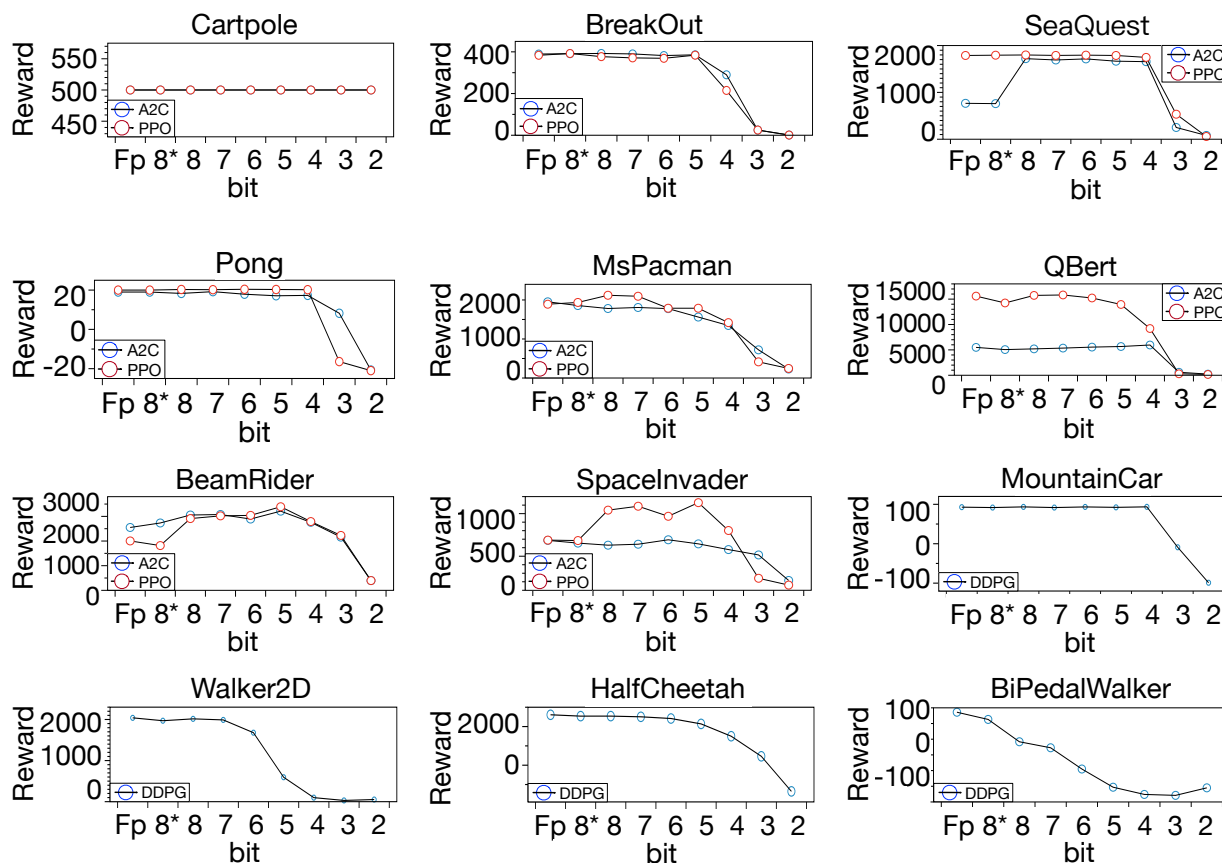 Cartpole
Reward
550
500
450
A2C
PPO
Fp 8* 8 7 6 5 4 3 2
bit
BreakOut
Reward
400
200
0
A2C
PPO
Fp 8* 8 7 6 5 4 3 2
bit
SeaQuest
Reward
2000
1000
0
A2C
PPO
Fp 8* 8 7 6 5 4 3 2
bit
Pong
Reward
20
0
-20
A2C
PPO
Fp 8* 8 7 6 5 4 3 2
bit
MsPacman
Reward
2000
1000
0
A2C
PPO
Fp 8* 8 7 6 5 4 3 2
bit
QBert
Reward
15000
10000
5000
0
A2C
PPO
Fp 8* 8 7 6 5 4 3 2
bit
BeamRider
Reward
3000
2000
1000
0
A2C
PPO
Fp 8* 8 7 6 5 4 3 2
bit
SpaceInvader
Reward
1000
500
0
A2C
PPO
Fp 8* 8 7 6 5 4 3 2
bit
MountainCar
Reward
100
0
-100
DDPG
Fp 8* 8 7 6 5 4 3 2
bit
Walker2D
Reward
2000
1000
0
DDPG
Fp 8* 8 7 6 5 4 3 2
bit
HalfCheetah
Reward
2000
0
DDPG
Fp 8* 8 7 6 5 4 3 2
bit
BiPedalWalker
Reward
100
0
-100
DDPG
Fp 8* 8 7 6 5 4 3 2
bit